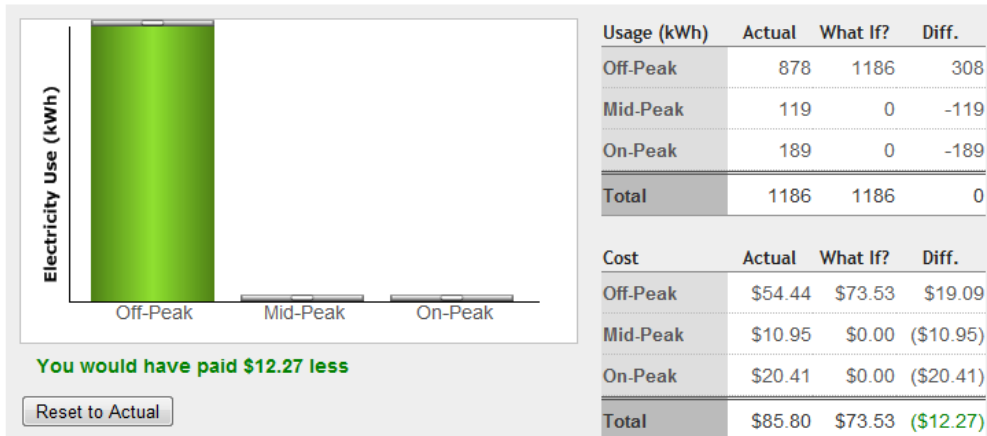 Electricity Use (kWh)
Off-Peak Mid-Peak On-Peak
You would have paid $12.27 less
Reset to Actual
Usage (kWh) Actual What If? Diff.
Off-Peak 878 1186 308
Mid-Peak 119 0 -119
On-Peak 189 0 -189
Total 1186 1186 0
Cost Actual What If? Diff.
Off-Peak $54.44 $73.53 $19.09
Mid-Peak $10.95 $0.00 ($10.95)
On-Peak $20.41 $0.00 ($20.41)
Total $85.80 $73.53 ($12.27)